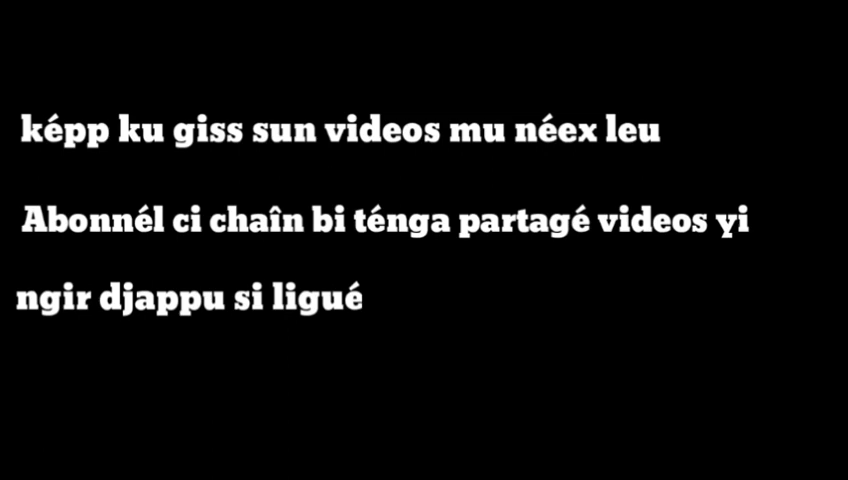 képp ku giss sun videos mu néex leu
Abonnél ci chaîn bi ténga partagé videos yi
ngir djappu si ligué